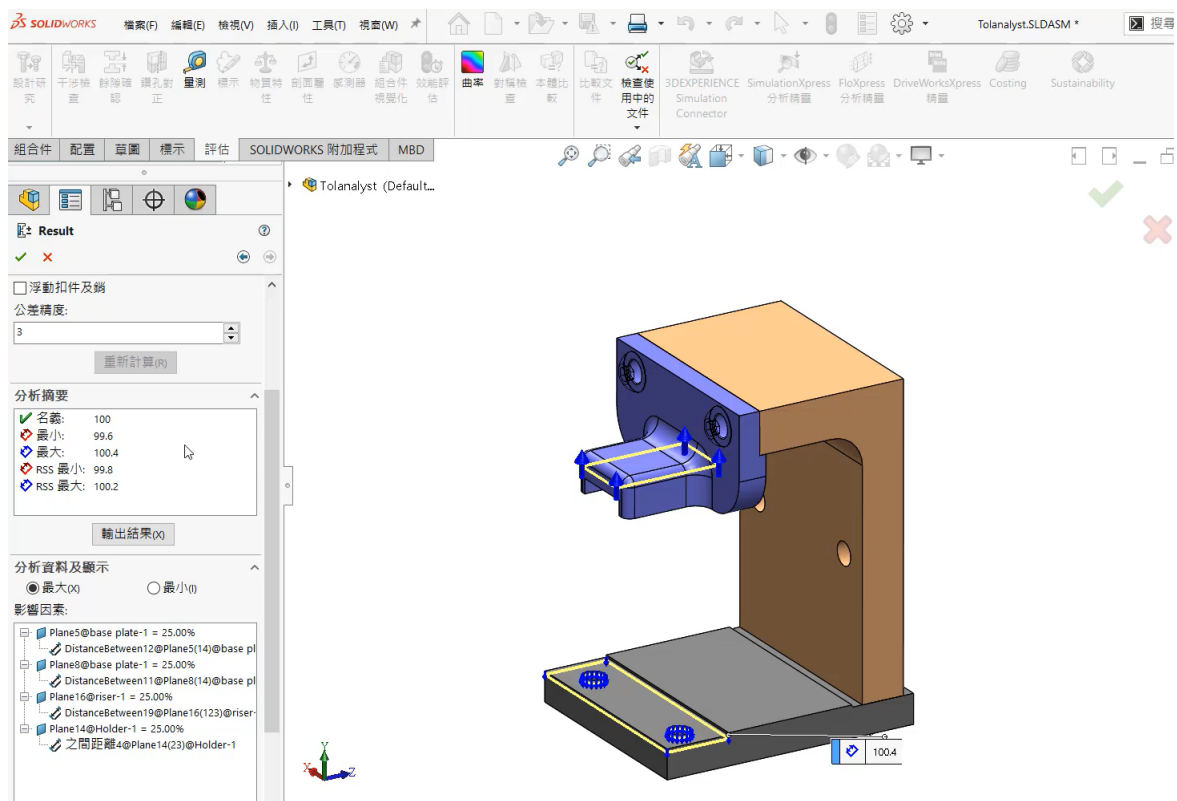 SOLIDWORKS 檔案(F) 編輯(E) 檢視(V) 插入(I) 工具(T) 視窗(W) Tolanalyst.SLDASM * 搜尋
設計研究 干涉檢查 餘隙確認 鑽孔對正 量測 標示 物質特性 剖面屬性 感測器 組合件視覺化 效能評估 曲率 對稱檢查 本體比較 比較文件 檢查使用中的文件 3DEXPERIENCE Simulation Connector SimulationXpress 分析精靈 FloXpress 分析精靈 DriveWorksXpress 精靈 Costing Sustainability
組合件 配置 草圖 標示 評估 SOLIDWORKS 附加程式 MBD
Tolanalyst (Default...
Result
浮動扣件及銷
公差精度:
3
重新計算(R)
分析摘要
名義: 100
最小: 99.6
最大: 100.4
RSS 最小: 99.8
RSS 最大: 100.2
輸出結果(X)
分析資料及顯示
最大(X) 最小(I)
影響因素:
Plane5@base plate-1 = 25.00%
DistanceBetween12@Plane5(14)@base pl
Plane8@base plate-1 = 25.00%
DistanceBetween11@Plane8(14)@base pl
Plane16@riser-1 = 25.00%
DistanceBetween19@Plane16(123)@riser-
Plane14@Holder-1 = 25.00%
之間距離4@Plane14(23)@Holder-1
100.4
Y
X
Z